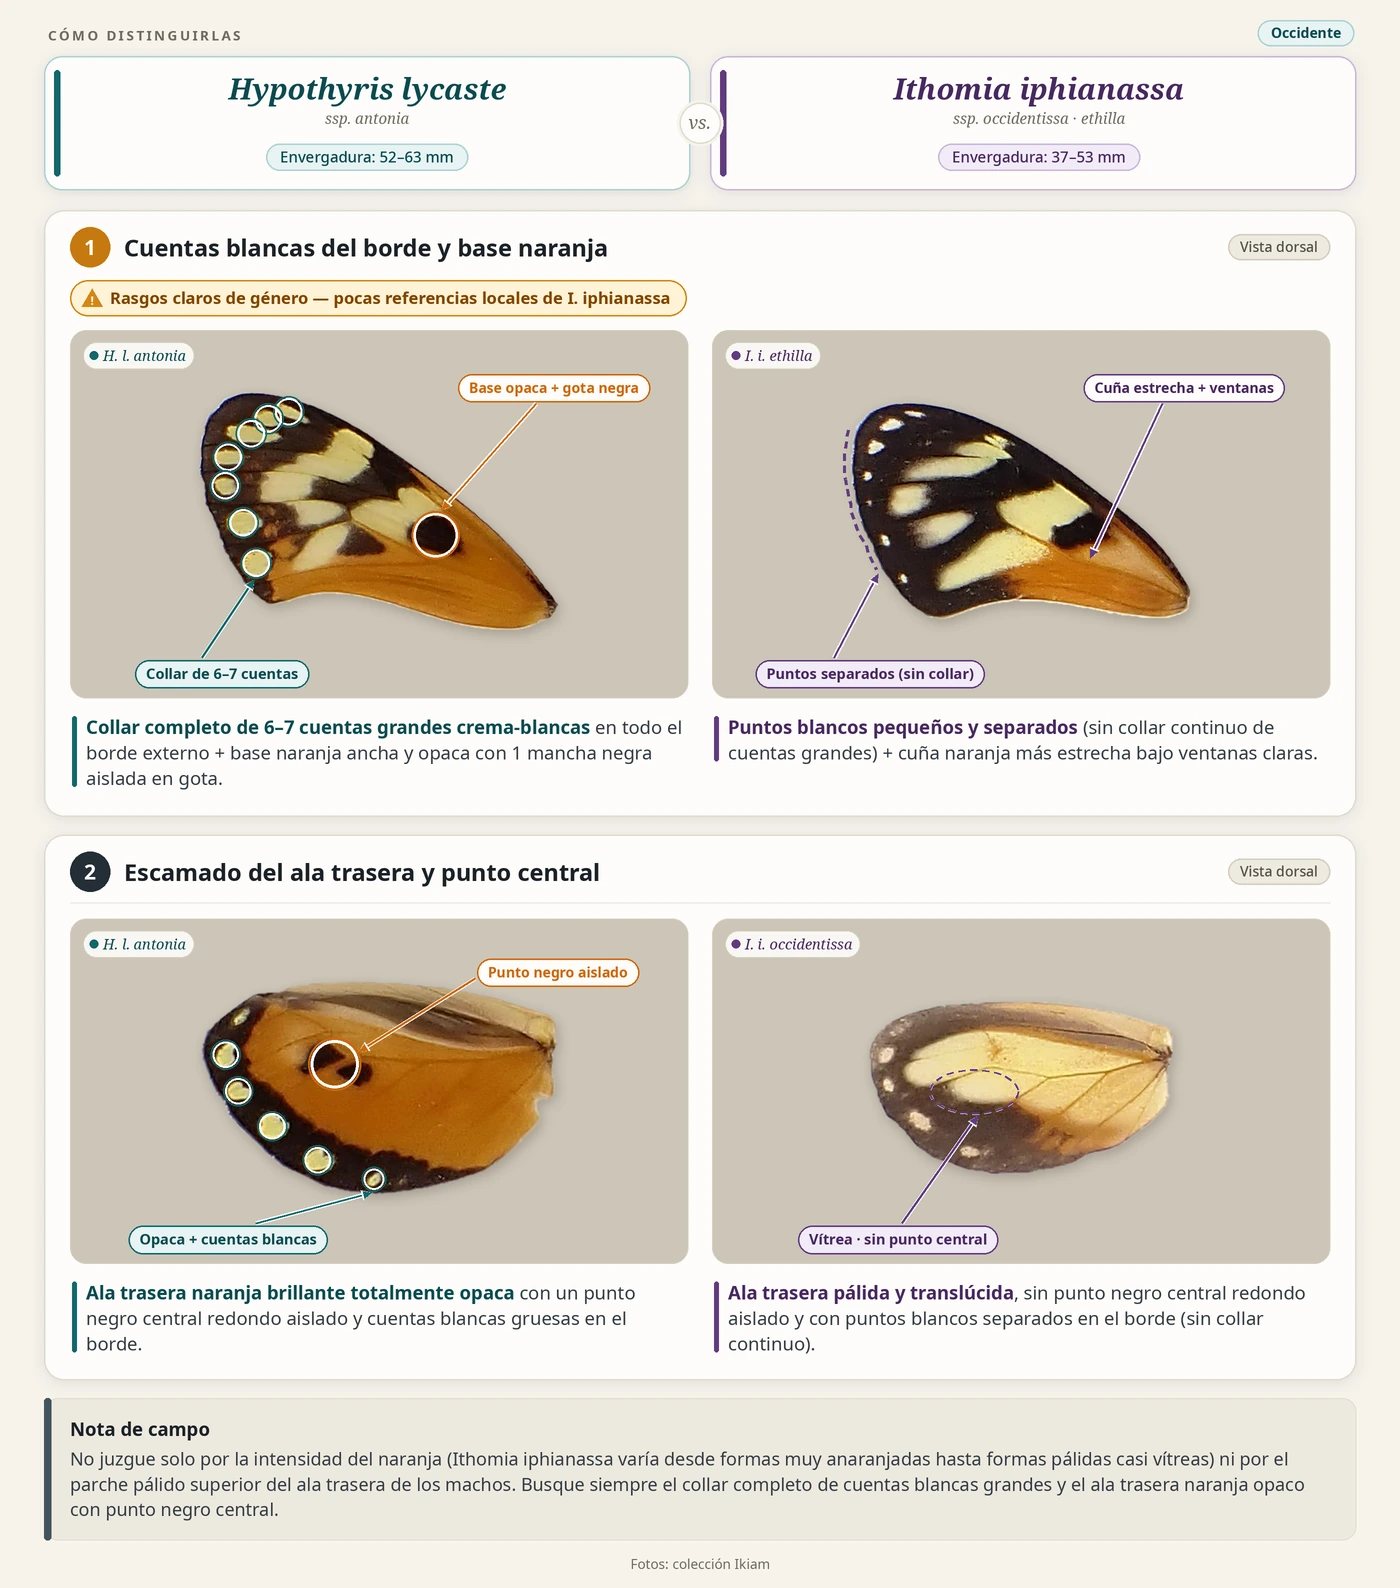 CÓMO DISTINGUIRLAS
Occidente
Hypothyris lycaste
ssp. antonia
Envergadura: 52–63 mm
vs.
Ithomia iphianassa
ssp. occidentissa · ethilla
Envergadura: 37–53 mm
1
Cuentas blancas del borde y base naranja
Vista dorsal
Rasgos claros de género — pocas referencias locales de I. iphianassa
H. l. antonia
Base opaca + gota negra
Collar de 6–7 cuentas
I. i. ethilla
Cuña estrecha + ventanas
Puntos separados (sin collar)
Collar completo de 6–7 cuentas grandes crema-blancas en todo el
borde externo + base naranja ancha y opaca con 1 mancha negra
aislada en gota.
Puntos blancos pequeños y separados (sin collar continuo de
cuentas grandes) + cuña naranja más estrecha bajo ventanas claras.
2
Escamado del ala trasera y punto central
Vista dorsal
H. l. antonia
Punto negro aislado
Opaca + cuentas blancas
I. i. occidentissa
Vítrea · sin punto central
Ala trasera naranja brillante totalmente opaca con un punto
negro central redondo aislado y cuentas blancas gruesas en el
borde.
Ala trasera pálida y translúcida, sin punto negro central redondo
aislado y con puntos blancos separados en el borde (sin collar
continuo).
Nota de campo
No juzgue solo por la intensidad del naranja (Ithomia iphianassa varía desde formas muy anaranjadas hasta formas pálidas casi vítreas) ni por el
parche pálido superior del ala trasera de los machos. Busque siempre el collar completo de cuentas blancas grandes y el ala trasera naranja opaco
con punto negro central.
Fotos: colección Ikiam